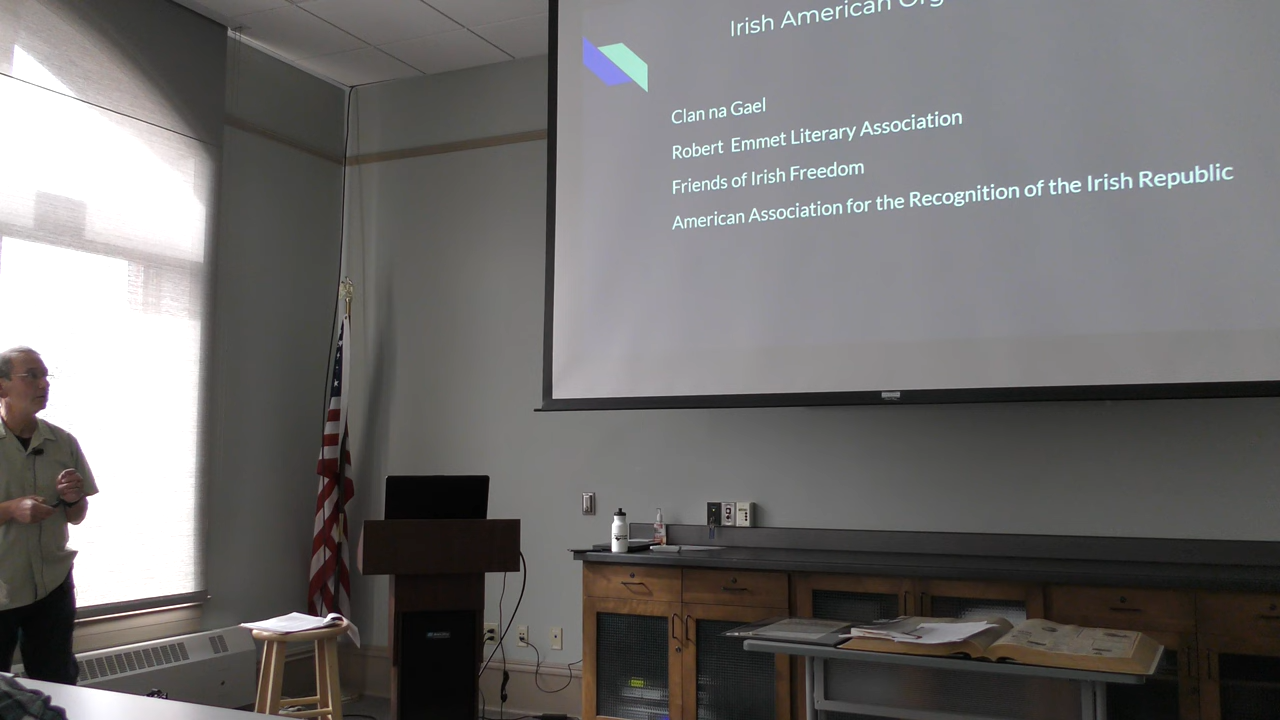 Irish American Org
Clan na Gael
Robert Emmet Literary Association
Friends of Irish Freedom
American Association for the Recognition of the Irish Republic